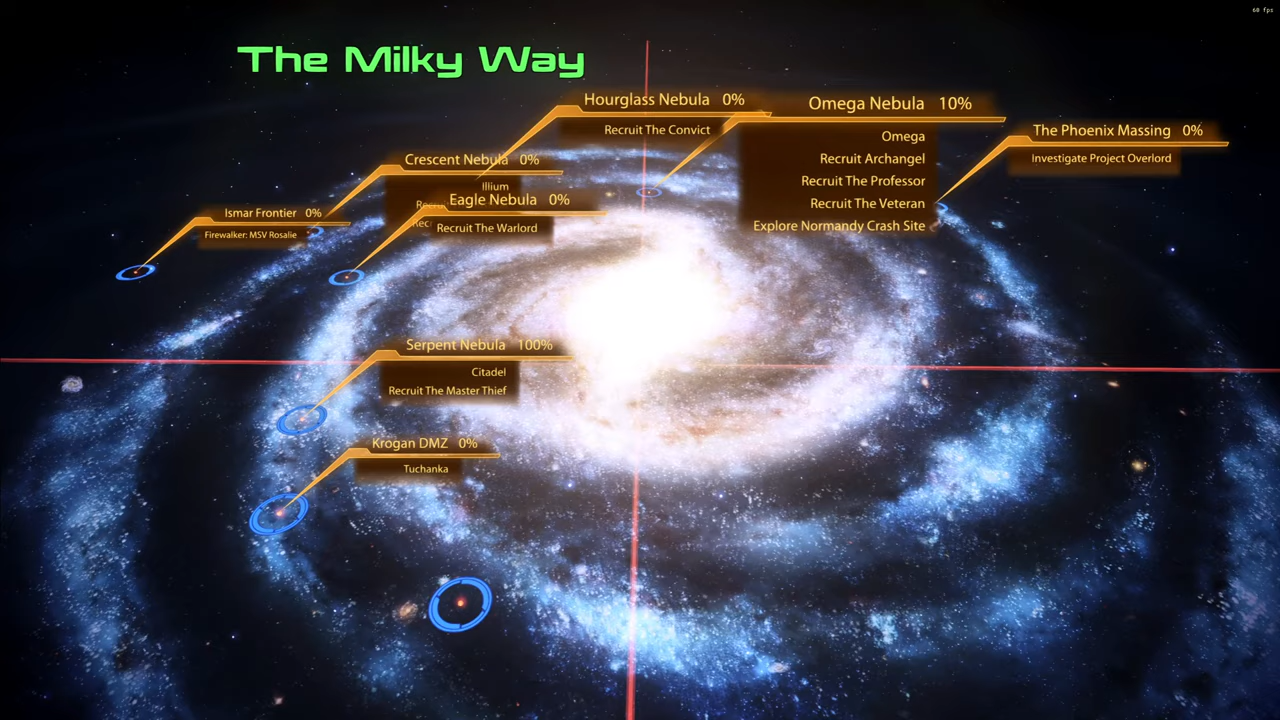 60 fps
The Milky Way
Hourglass Nebula 0%
Recruit The Convict
Omega Nebula 10%
Omega
Recruit Archangel
Recruit The Professor
Recruit The Veteran
Explore Normandy Crash Site
The Phoenix Massing 0%
Investigate Project Overlord
Crescent Nebula 0%
Illium
Eagle Nebula 0%
Recruit The Warlord
Ismar Frontier 0%
Firewalker: MSV Rosalie
Serpent Nebula 100%
Citadel
Recruit The Master Thief
Krogan DMZ 0%
Tuchanka